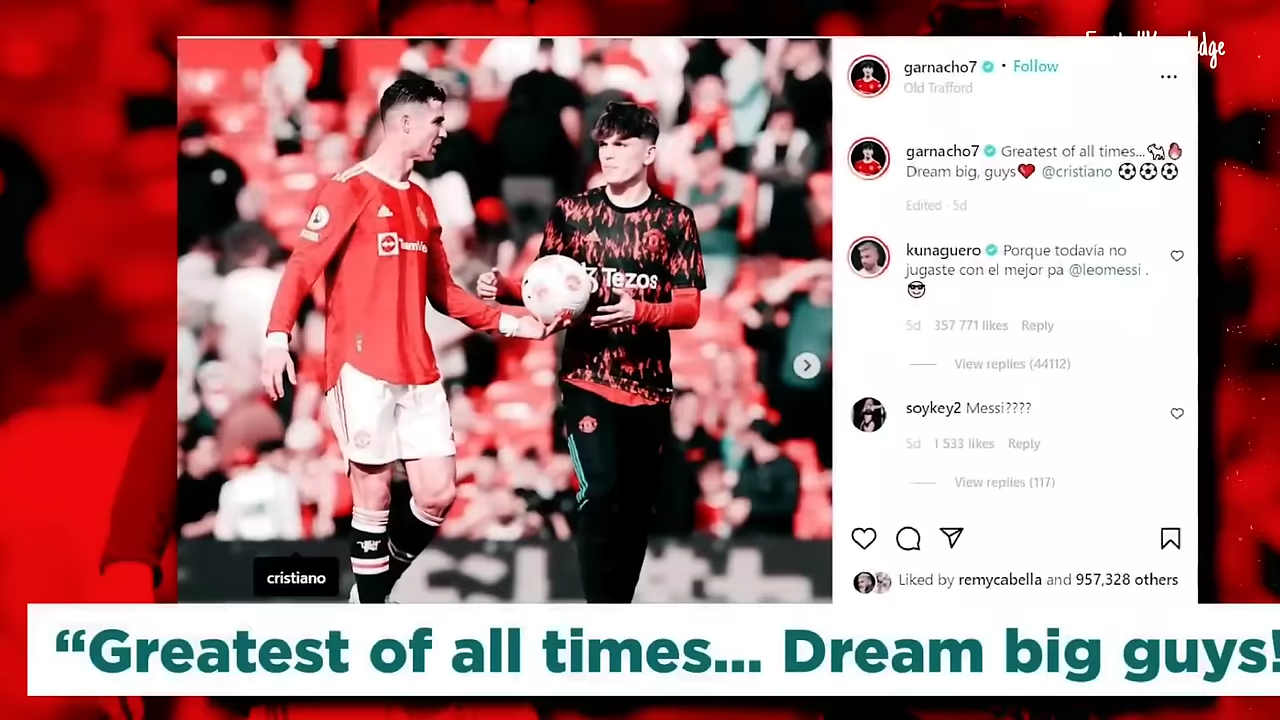 garnacho7 • Follow
Old Trafford
garnacho7 Greatest of all times...🐐🔥
Dream big, guys❤️ @cristiano ⚽⚽⚽
Edited · 5d
kunaguero Porque todavía no
jugaste con el mejor pa @leomessi .
😎
5d 357 771 likes Reply
View replies (44112)
soykey2 Messi????
5d 1 533 likes Reply
View replies (117)
Liked by remycabella and 957,328 others
TeamVie
Tezos
cristiano
“Greatest of all times... Dream big guys!